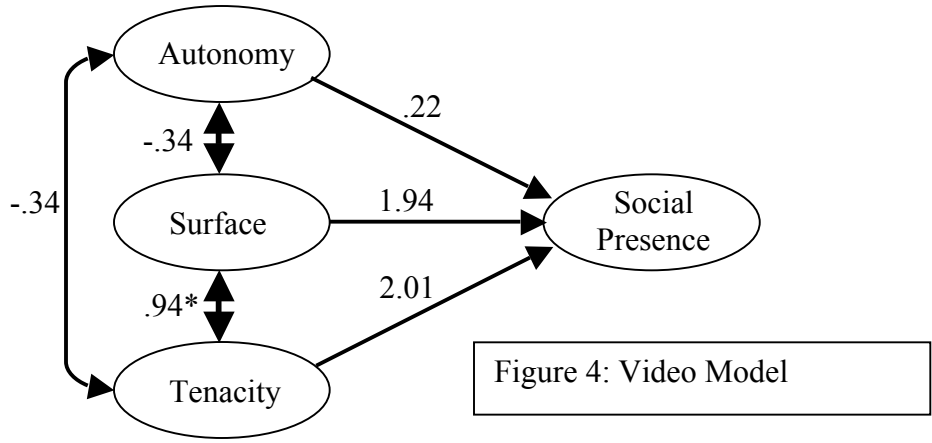 Autonomy
.22
-.34
-.34
Surface
1.94
Social
Presence
.94*
2.01
Tenacity
Figure 4: Video Model